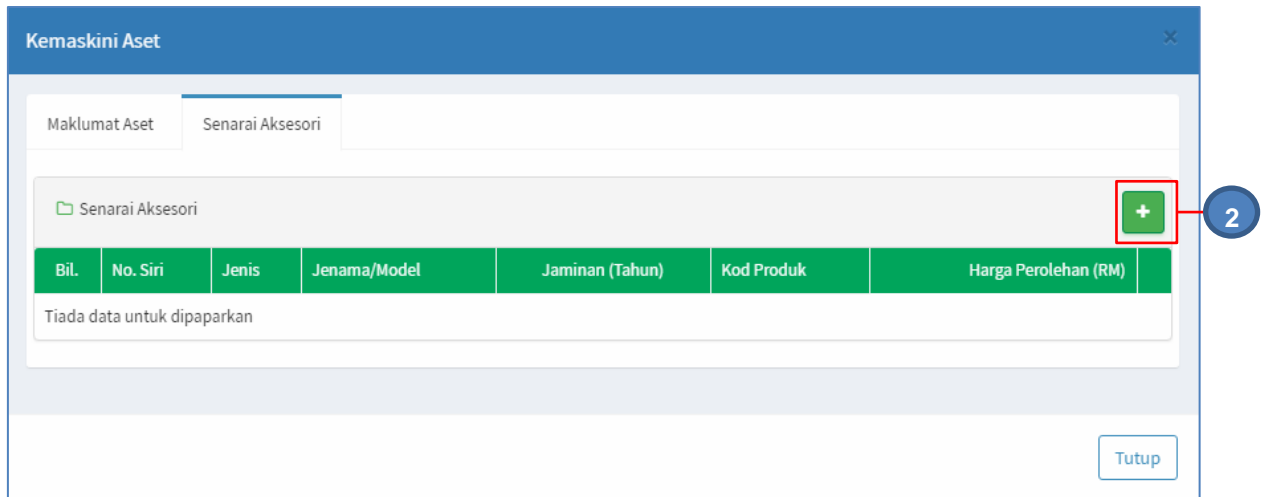 Kemaskini Aset ×
Maklumat Aset Senarai Aksesori
Senarai Aksesori +
2
Bil. No. Siri Jenis Jenama/Model Jaminan (Tahun) Kod Produk Harga Perolehan (RM)
Tiada data untuk dipaparkan
Tutup